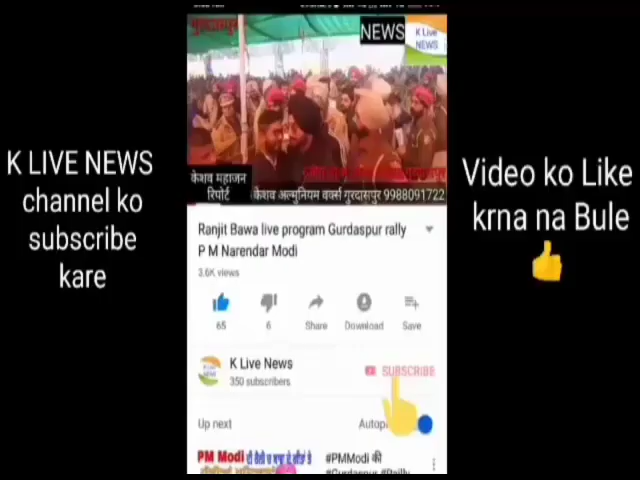 गुरदासपुर
NEWS
K Live
NEWS
K LIVE NEWS
channel ko
subscribe
kare
Video ko Like
krna na Bule
केशव महाजन
रिपोर्ट
केशव अल्मुनियम वर्क्स गुरदासपुर 9988091722
Ranjit Bawa live program Gurdaspur rally
P M Narendar Modi
3.6K views
65
6
Share
Download
Save
K Live News
350 subscribers
SUBSCRIBE
Up next
PM Modi
#PMModi की